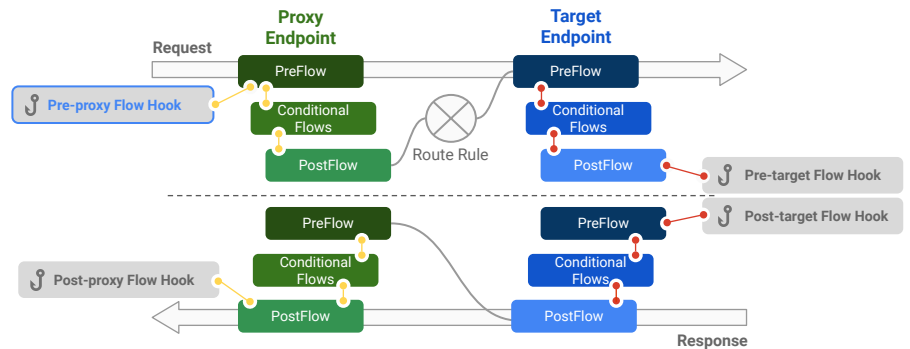 Proxy
Endpoint
Target
Endpoint
Request
PreFlow
PreFlow
Pre-proxy Flow Hook
Conditional
Flows
Conditional
Flows
Route Rule
PostFlow
PostFlow
Pre-target Flow Hook
PreFlow
PreFlow
Post-target Flow Hook
Post-proxy Flow Hook
Conditional
Flows
Conditional
Flows
PostFlow
PostFlow
Response